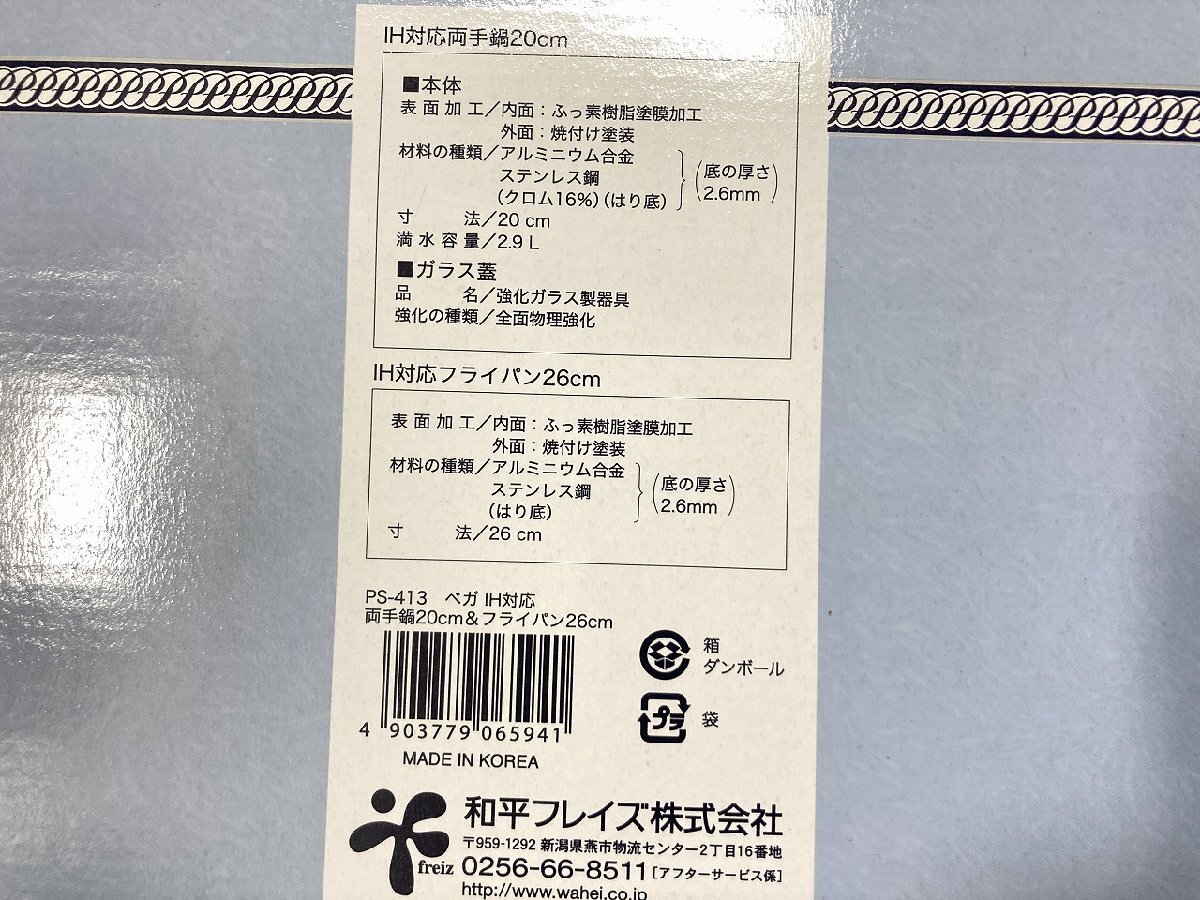 IH対応両手鍋20cm
■本体
表面加工/内面：ふっ素樹脂塗膜加工
外面：焼付け塗装
材料の種類/アルミニウム合金
ステンレス鋼
(クロム16%)(はり底)
(底の厚さ
2.6mm)
寸法/20 cm
満水容量/2.9 L
■ガラス蓋
品名/強化ガラス製器具
強化の種類/全面物理強化
IH対応フライパン26cm
表面加工/内面：ふっ素樹脂塗膜加工
外面：焼付け塗装
材料の種類/アルミニウム合金
ステンレス鋼
(はり底)
(底の厚さ
2.6mm)
寸法/26 cm
PS-413 ベガ IH対応
両手鍋20cm&フライパン26cm
4 903779 065941
MADE IN KOREA
箱
ダンボール
プラ
袋
freiz
和平フレイズ株式会社
〒959-1292 新潟県燕市物流センター2丁目16番地
0256-66-8511[アフターサービス係]
http://www.wahei.co.jp